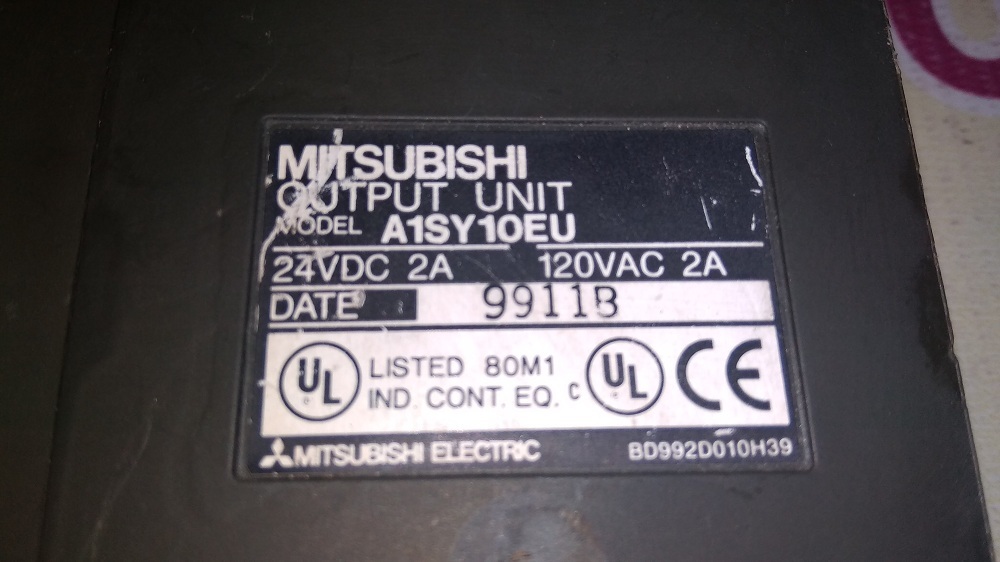 MITSUBISHI
OUTPUT UNIT
MODEL A1SY10EU
24VDC 2A 120VAC 2A
DATE 9911B
UL LISTED 80M1 IND. CONT. EQ. C UL CE
MITSUBISHI ELECTRIC BD992D010H39